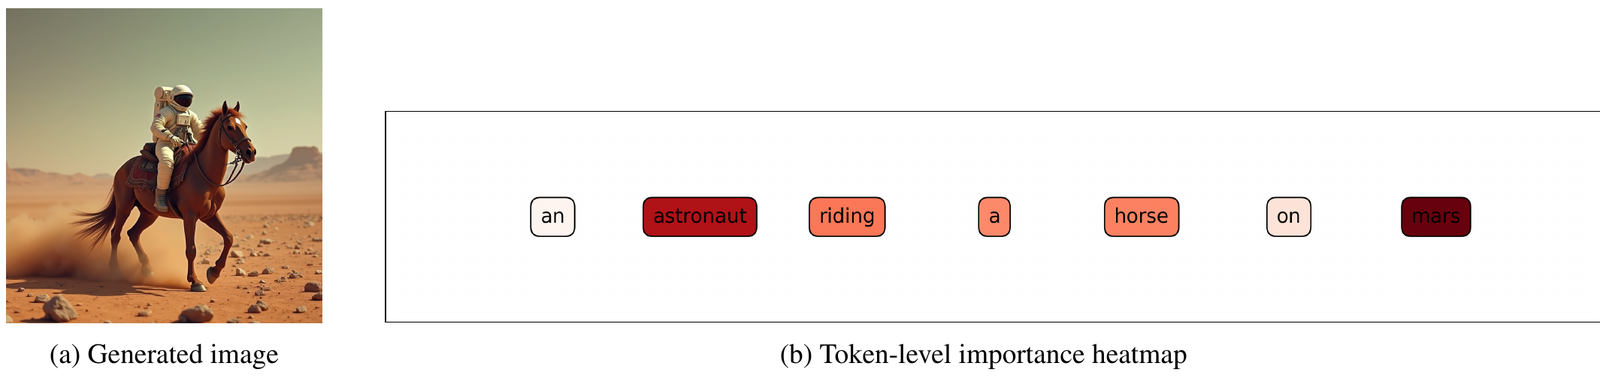 an astronaut riding a horse on mars
(a) Generated image
(b) Token-level importance heatmap